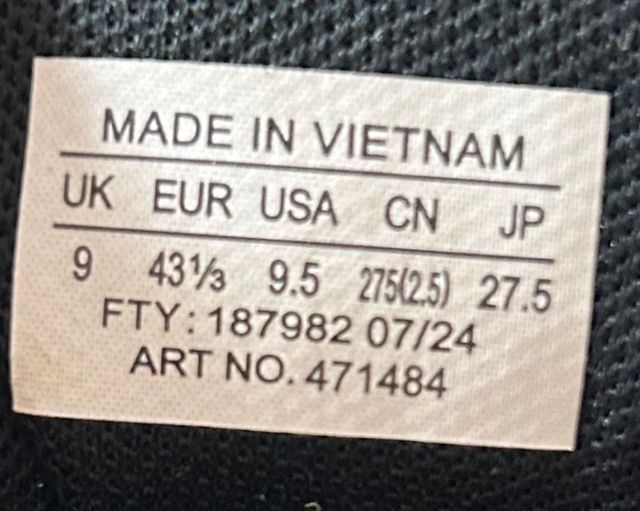 MADE IN VIETNAM
UK EUR USA CN JP
9 43⅓ 9.5 275(2.5) 27.5
FTY: 187982 07/24
ART NO. 471484